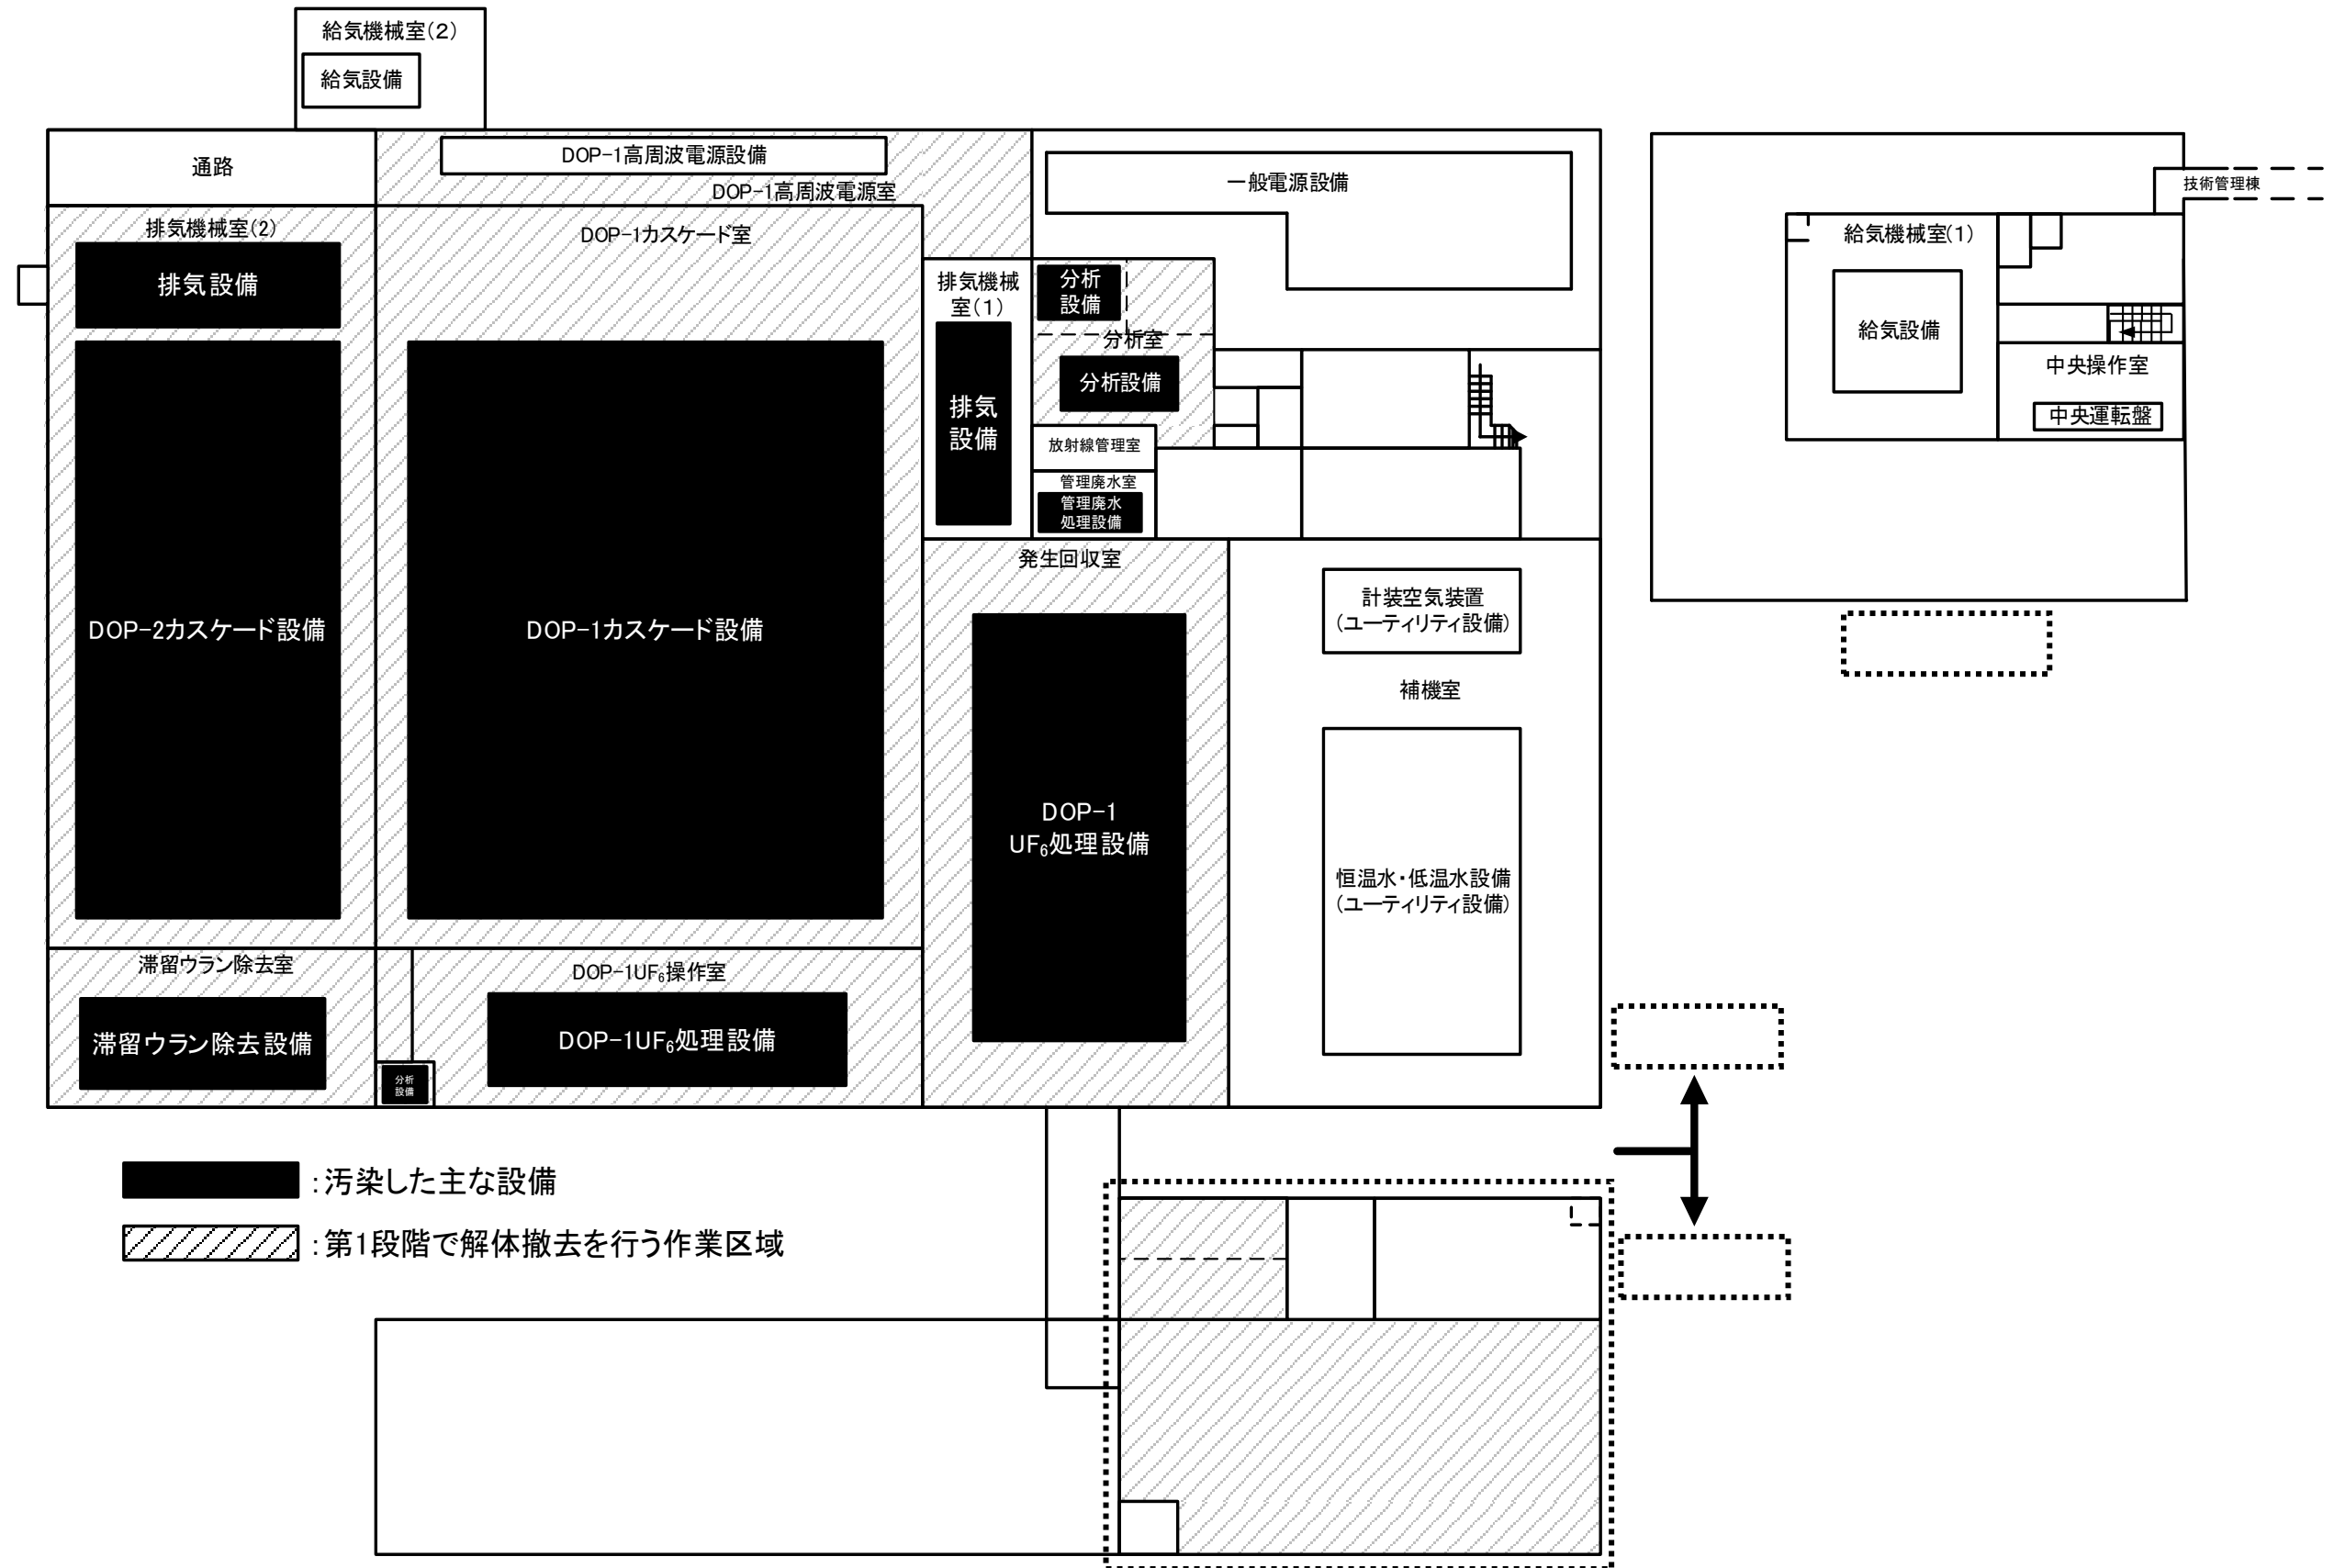 給気機械室(2)
給気設備
通路
DOP-1高周波電源設備
DOP-1高周波電源室
一般電源設備
技術管理棟
排気機械室(2)
排気設備
DOP-1カスケード室
排気機械
室(1)
排気
設備
分析
設備
分析室
分析設備
放射線管理室
管理廃水室
管理廃水
処理設備
給気機械室(1)
給気設備
中央操作室
中央運転盤
DOP-2カスケード設備
DOP-1カスケード設備
発生回収室
DOP-1
UF₆処理設備
計装空気装置
(ユーティリティ設備)
補機室
恒温水・低温水設備
(ユーティリティ設備)
滞留ウラン除去室
滞留ウラン除去設備
DOP-1UF₆操作室
DOP-1UF₆処理設備
分析
設備
:汚染した主な設備
:第1段階で解体撤去を行う作業区域